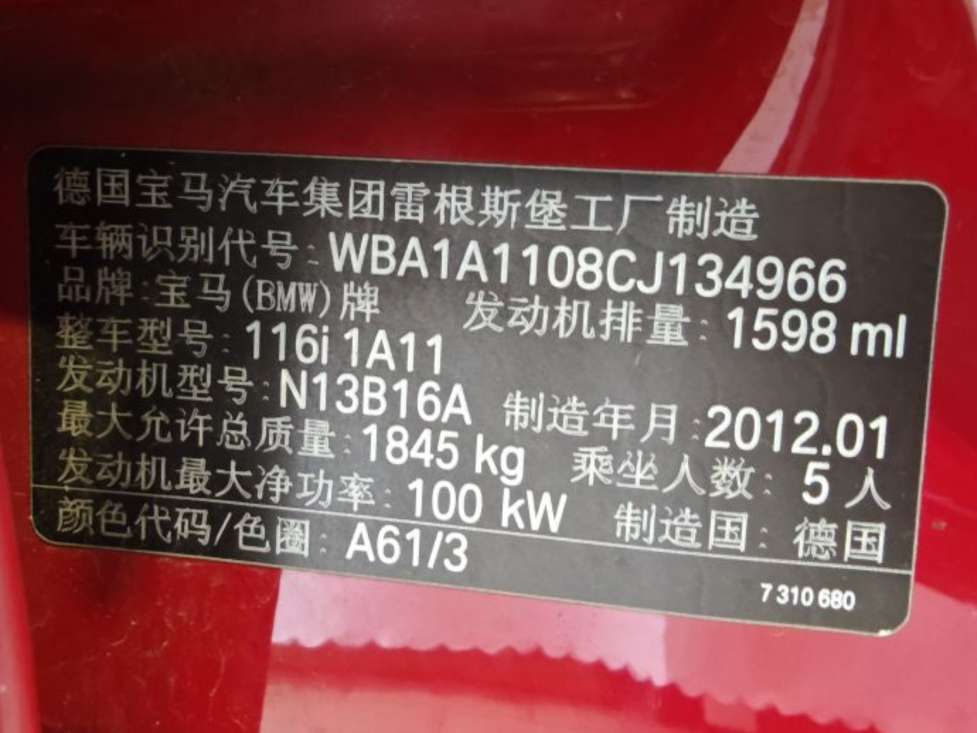 德国宝马汽车集团雷根斯堡工厂制造
车辆识别代号: WBA1A1108CJ134966
品牌: 宝马(BMW)牌 发动机排量: 1598 ml
整车型号: 116i 1A11
发动机型号: N13B16A 制造年月: 2012.01
最大允许总质量: 1845 kg 乘坐人数: 5 人
发动机最大净功率: 100 kW 制造国: 德国
颜色代码/色圈: A61/3
7 310 680